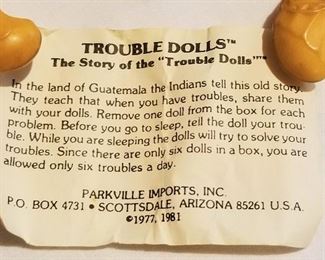 TROUBLE DOLLS™
The Story of the "Trouble Dolls"™
In the land of Guatemala the Indians tell this old story.
They teach that when you have troubles, share them
with your dolls. Remove one doll from the box for each
problem. Before you go to sleep, tell the doll your trou-
ble. While you are sleeping the dolls will try to solve your
troubles. Since there are only six dolls in a box, you are
allowed only six troubles a day.
PARKVILLE IMPORTS, INC.
P.O. BOX 4731 • SCOTTSDALE, ARIZONA 85261 U.S.A.
©1977, 1981